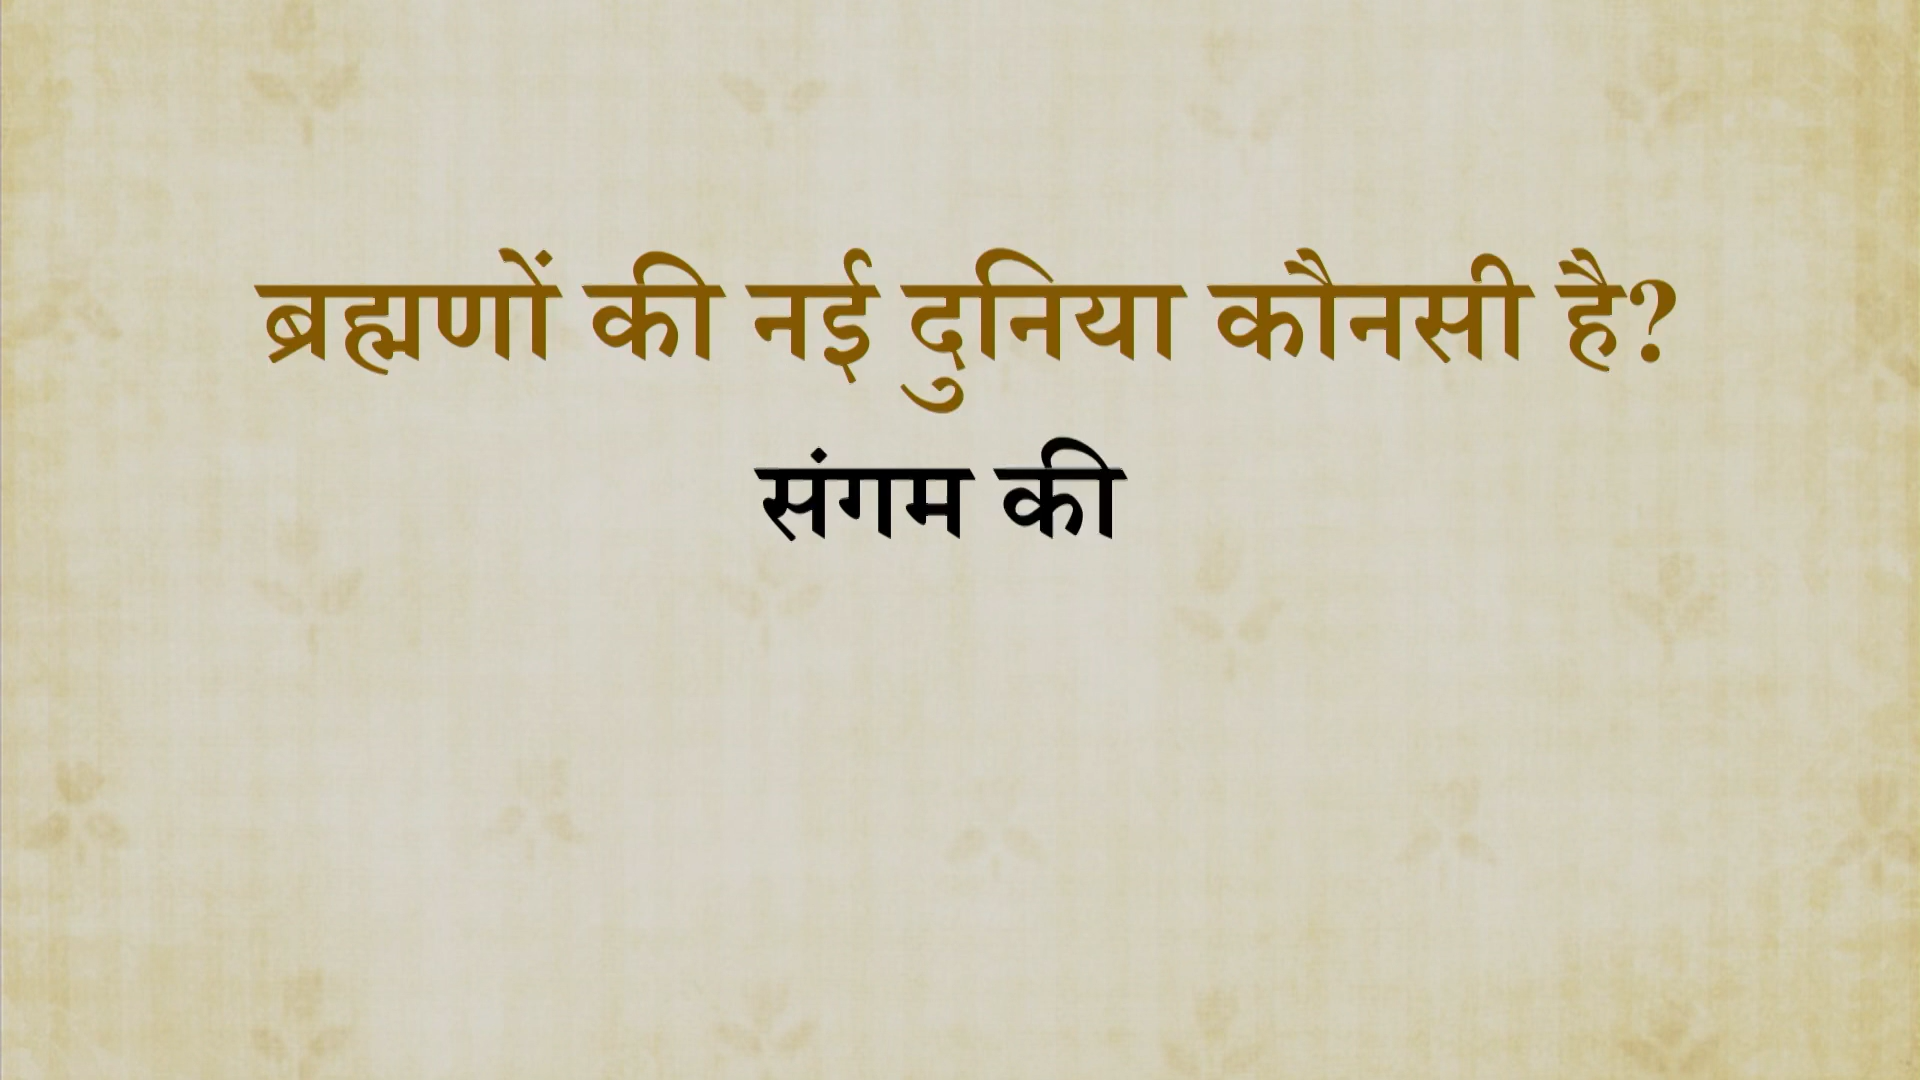 ब्रह्मणों की नई दुनिया कौनसी है?
संगम की